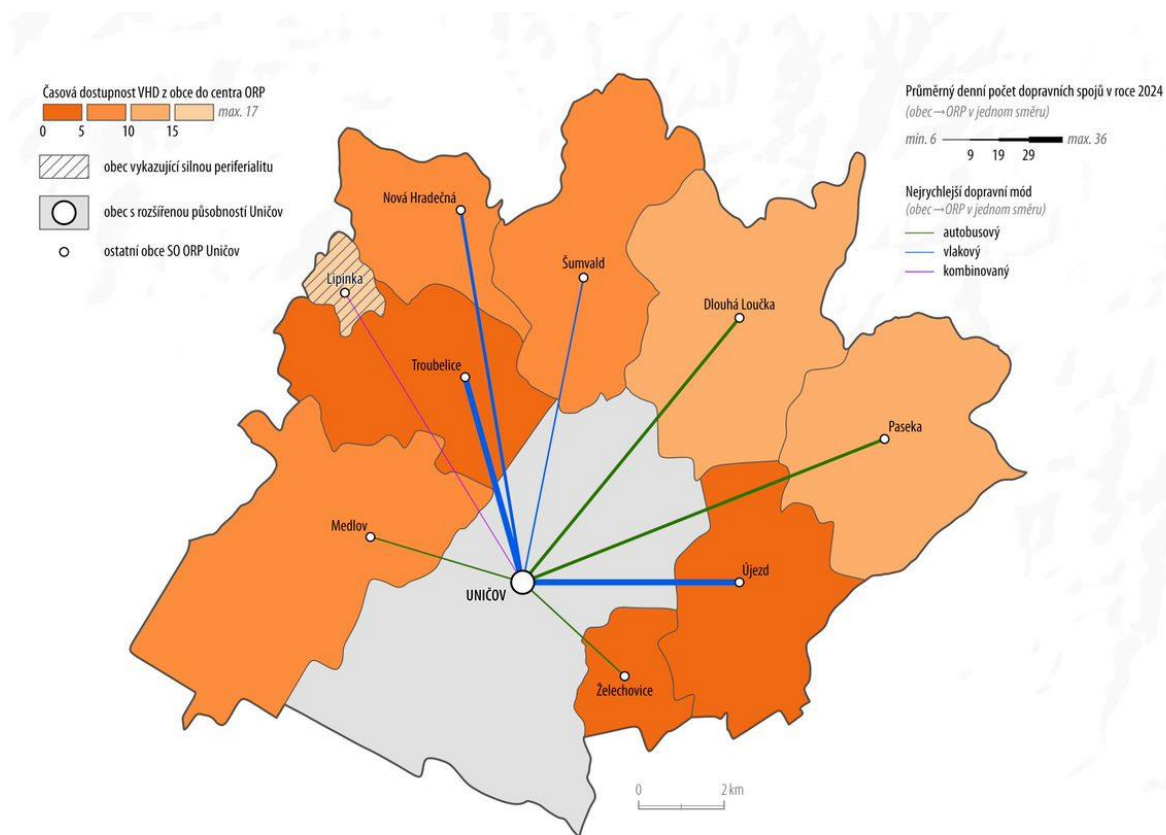 Časová dostupnost VHD z obce do centra ORP
max. 17
0 5 10 15
obec vykazující silnou periferialitu
obec s rozšířenou působností Uničov
ostatní obce SO ORP Uničov
Průměrný denní počet dopravních spojů v roce 2024
(obec→ORP v jednom směru)
min. 6 max. 36
9 19 29
Nejrychlejší dopravní mód
(obec→ORP v jednom směru)
autobusový
vlakový
kombinovaný
Nová Hradečná
Šumvald
Lipinka
Dlouhá Loučka
Troubelice
Paseka
Medlov
Újezd
UNIČOV
Želechovice
0 2 km